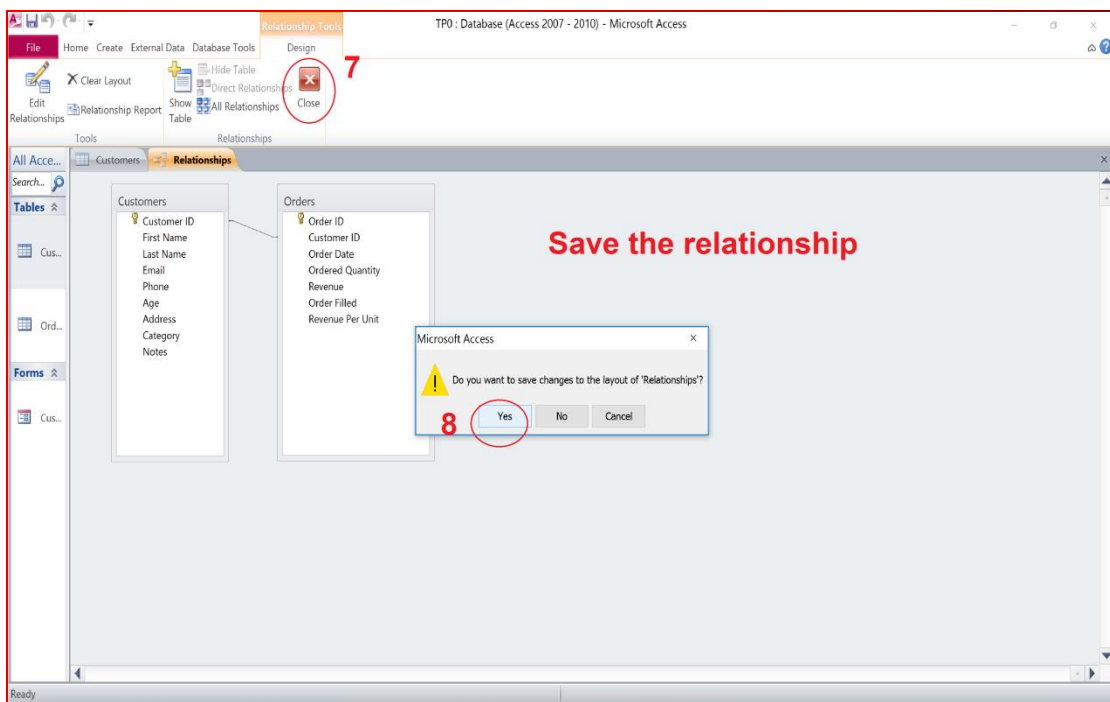 TP0 : Database (Access 2007 - 2010) - Microsoft Access
Relationship Tools
File Home Create External Data Database Tools Design
7
Edit Relationships
Clear Layout
Relationship Report
Tools
Show Table
Hide Table
Direct Relationships
All Relationships
Relationships
Close
All Acce...
Customers
Relationships
Search...
Tables
Cus...
Ord...
Forms
Cus...
Customers
Customer ID
First Name
Last Name
Email
Phone
Age
Address
Category
Notes
Orders
Order ID
Customer ID
Order Date
Ordered Quantity
Revenue
Order Filled
Revenue Per Unit
Save the relationship
Microsoft Access
Do you want to save changes to the layout of 'Relationships'?
8
Yes No Cancel
Ready